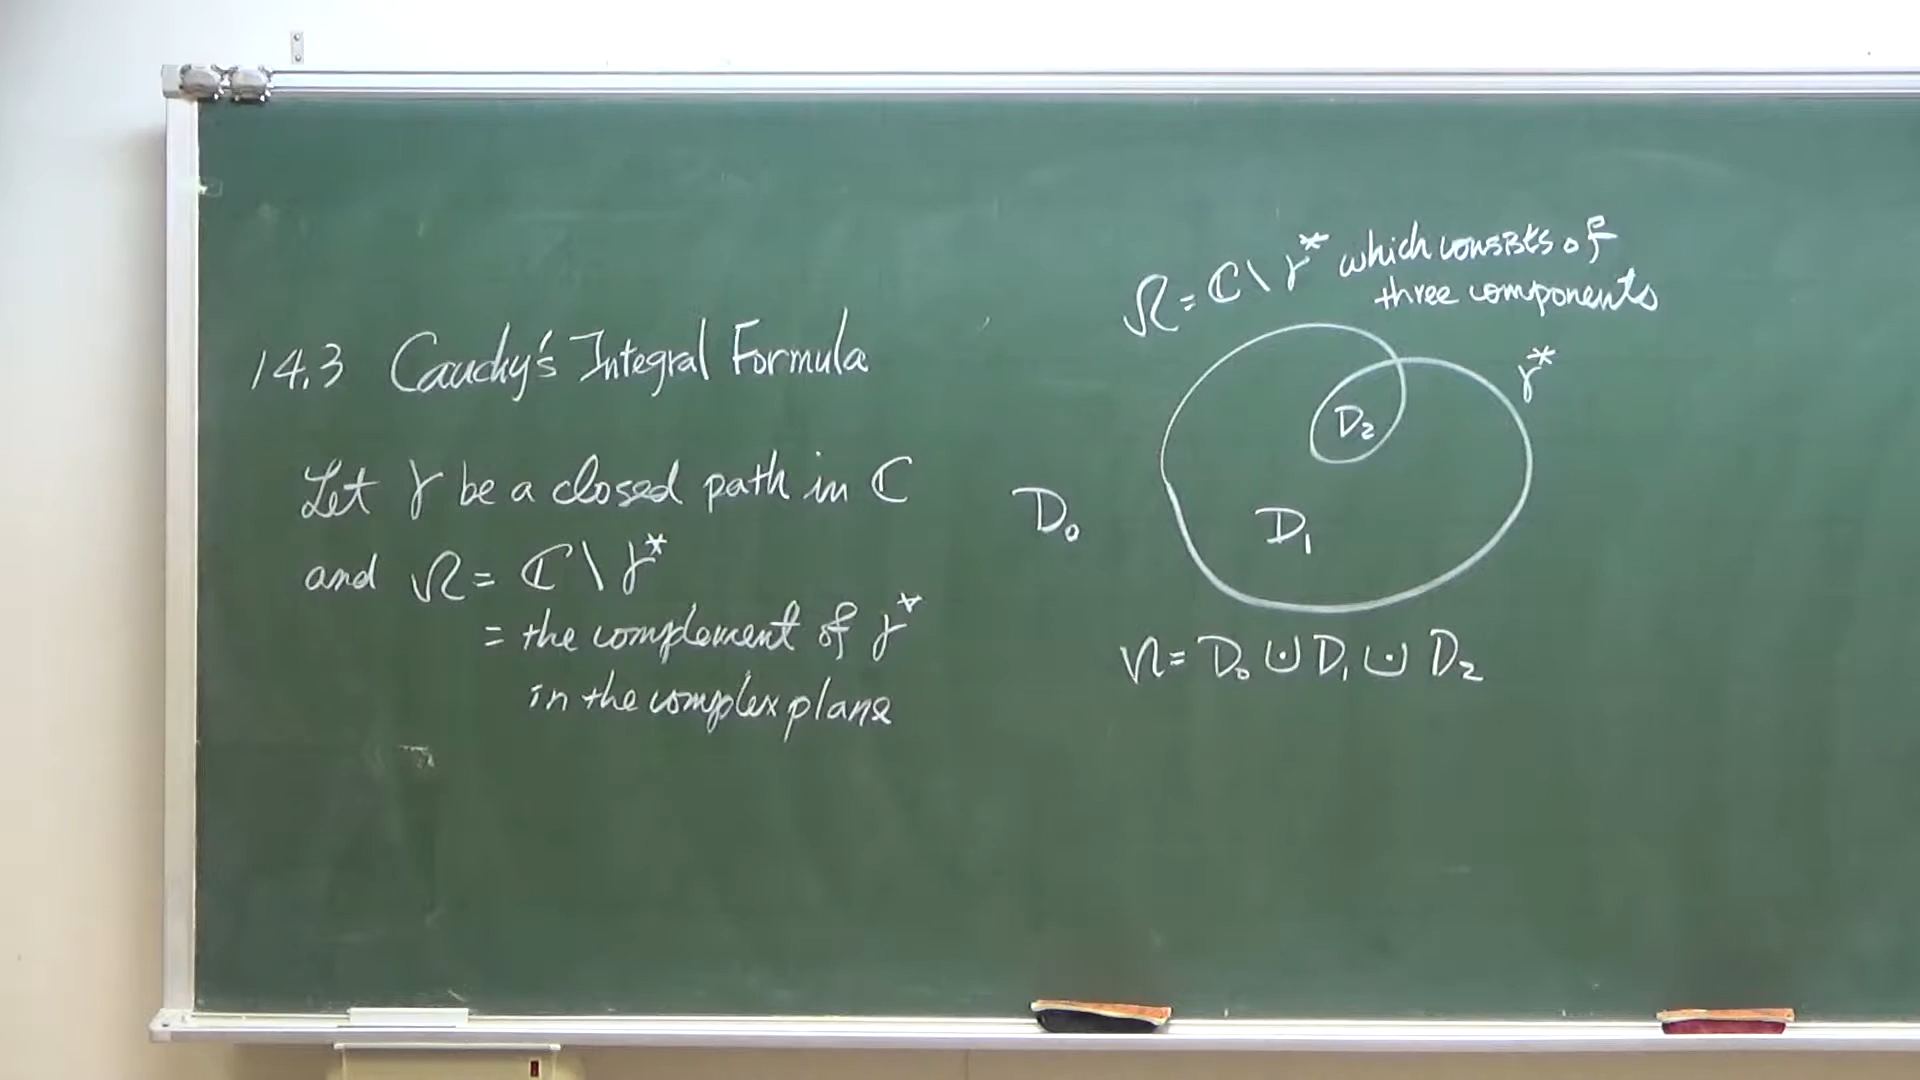 14.3 Cauchy's Integral Formula
Let γ be a closed path in ℂ
and Ω = ℂ \ γ*
= the complement of γ*
in the complex plane
Ω = ℂ \ γ* which consists of
three components
γ*
D₂
D₀
D₁
Ω = D₀ ⊍ D₁ ⊍ D₂